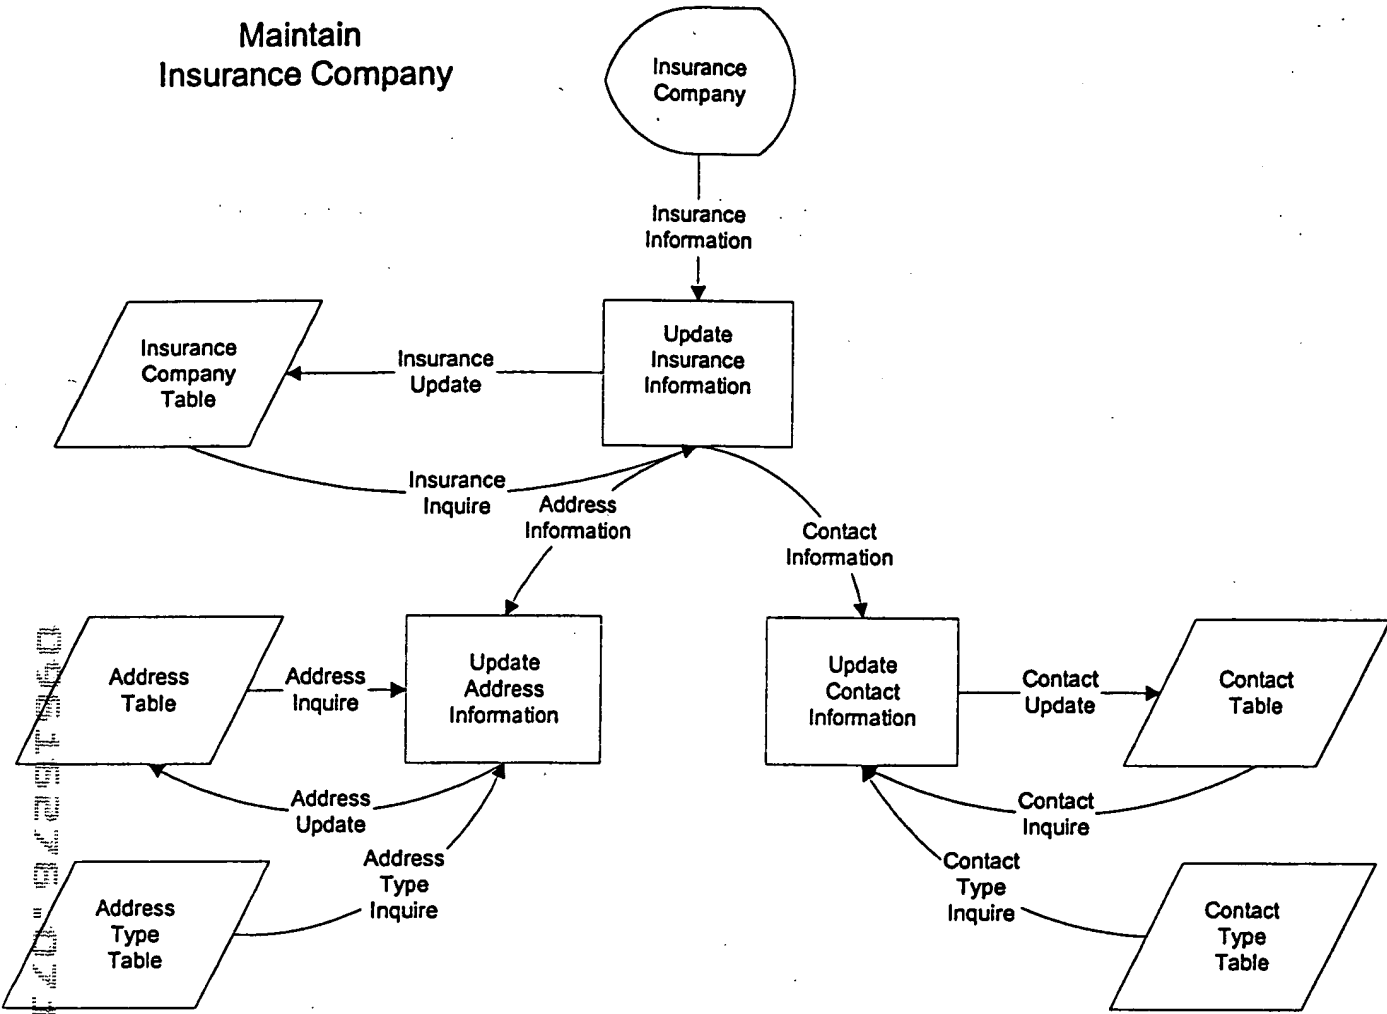 Maintain
Insurance Company
Insurance
Company
Insurance
Information
Insurance
Company
Table
Insurance
Update
Update
Insurance
Information
Insurance
Inquire
Address
Information
Contact
Information
Address
Table
Address
Inquire
Update
Address
Information
Update
Contact
Information
Contact
Update
Contact
Table
Address
Update
Contact
Inquire
Address
Type
Inquire
Contact
Type
Inquire
Address
Type
Table
Contact
Type
Table